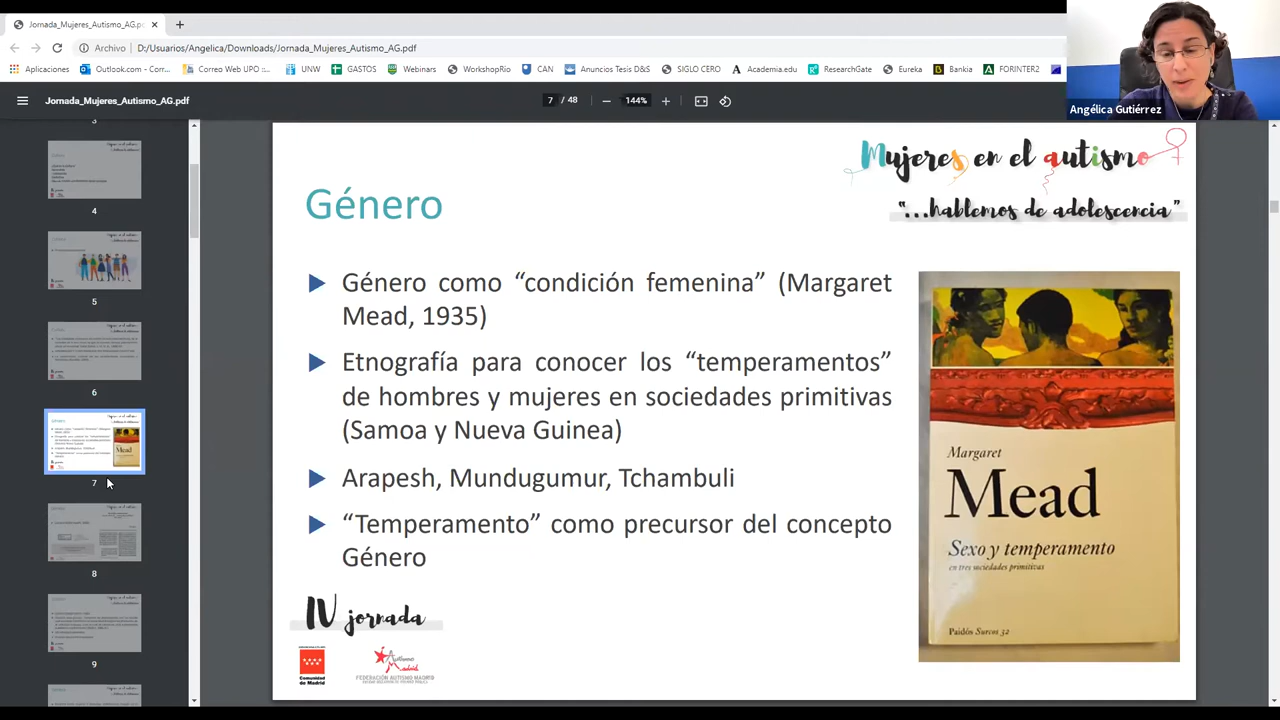 Jornada_Mujeres_Autismo_AG.pdf
Archivo D:/Usuarios/Angelica/Downloads/Jornada_Mujeres_Autismo_AG.pdf
Aplicaciones Outlook.com - Corr... Correo Web UPO ::... UNW GASTOS Webinars WorkshopRio CAN Anuncios Tesis D&S SIGLO CERO Academia.edu ResearchGate Eureka Bankia FORINTER2
Angélica Gutiérrez
Jornada_Mujeres_Autismo_AG.pdf
7 / 48
144%
3
4
5
6
7
8
9
Mujeres en el autismo
“...hablemos de adolescencia”
Género
Género como “condición femenina” (Margaret
Mead, 1935)
Etnografía para conocer los “temperamentos”
de hombres y mujeres en sociedades primitivas
(Samoa y Nueva Guinea)
Arapesh, Mundugumur, Tchambuli
“Temperamento” como precursor del concepto
Género
Margaret
Mead
Sexo y temperamento
en tres sociedades primitivas
Paidós Surcos 32
IV jornada
Comunidad
de Madrid
Autismo
Madrid
FEDERACIÓN AUTISMO MADRID